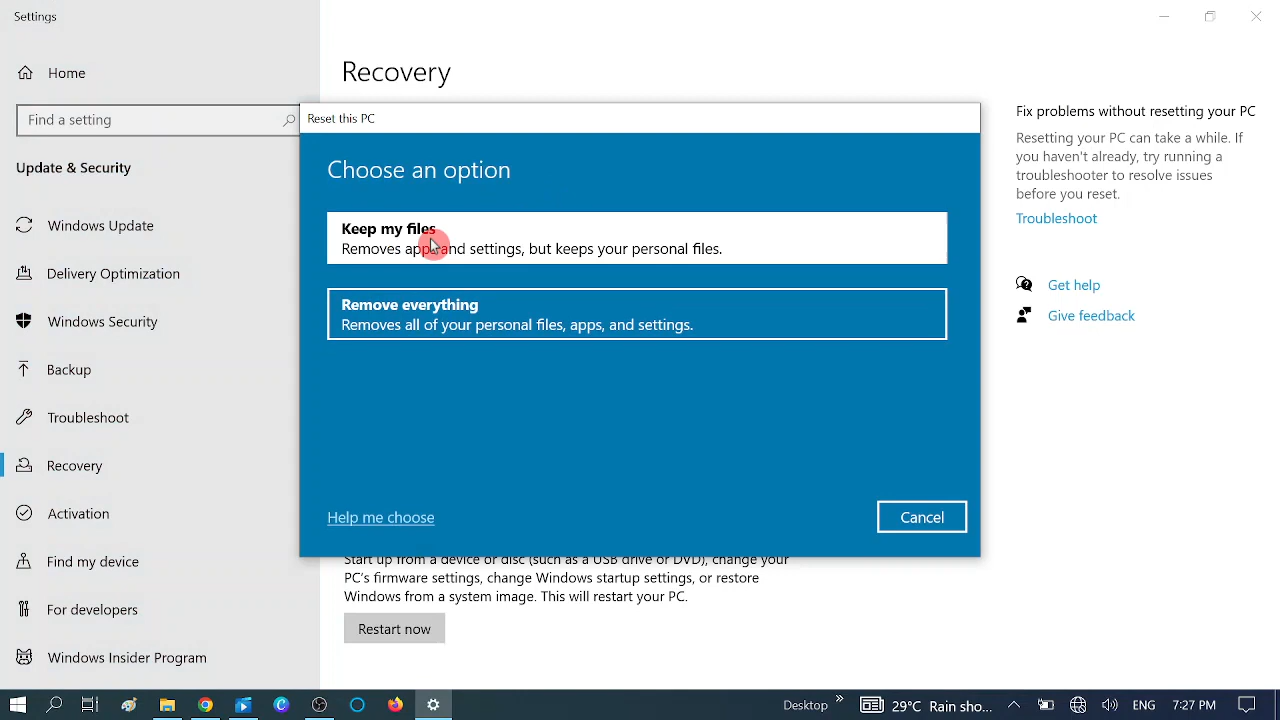 Settings
Home
Find a setting
Update & Security
Windows Update
Delivery Optimization
Windows Security
Backup
Troubleshoot
Recovery
Activation
Find my device
For developers
Windows Insider Program
Recovery
Reset this PC
Choose an option
Keep my files
Removes apps and settings, but keeps your personal files.
Remove everything
Removes all of your personal files, apps, and settings.
Help me choose
Cancel
Start up from a device or disc (such as a USB drive or DVD), change your
PC's firmware settings, change Windows startup settings, or restore
Windows from a system image. This will restart your PC.
Restart now
Fix problems without resetting your PC
Resetting your PC can take a while. If
you haven't already, try running a
troubleshooter to resolve issues
before you reset.
Troubleshoot
Get help
Give feedback
Desktop
29°C Rain sho...
ENG
7:27 PM